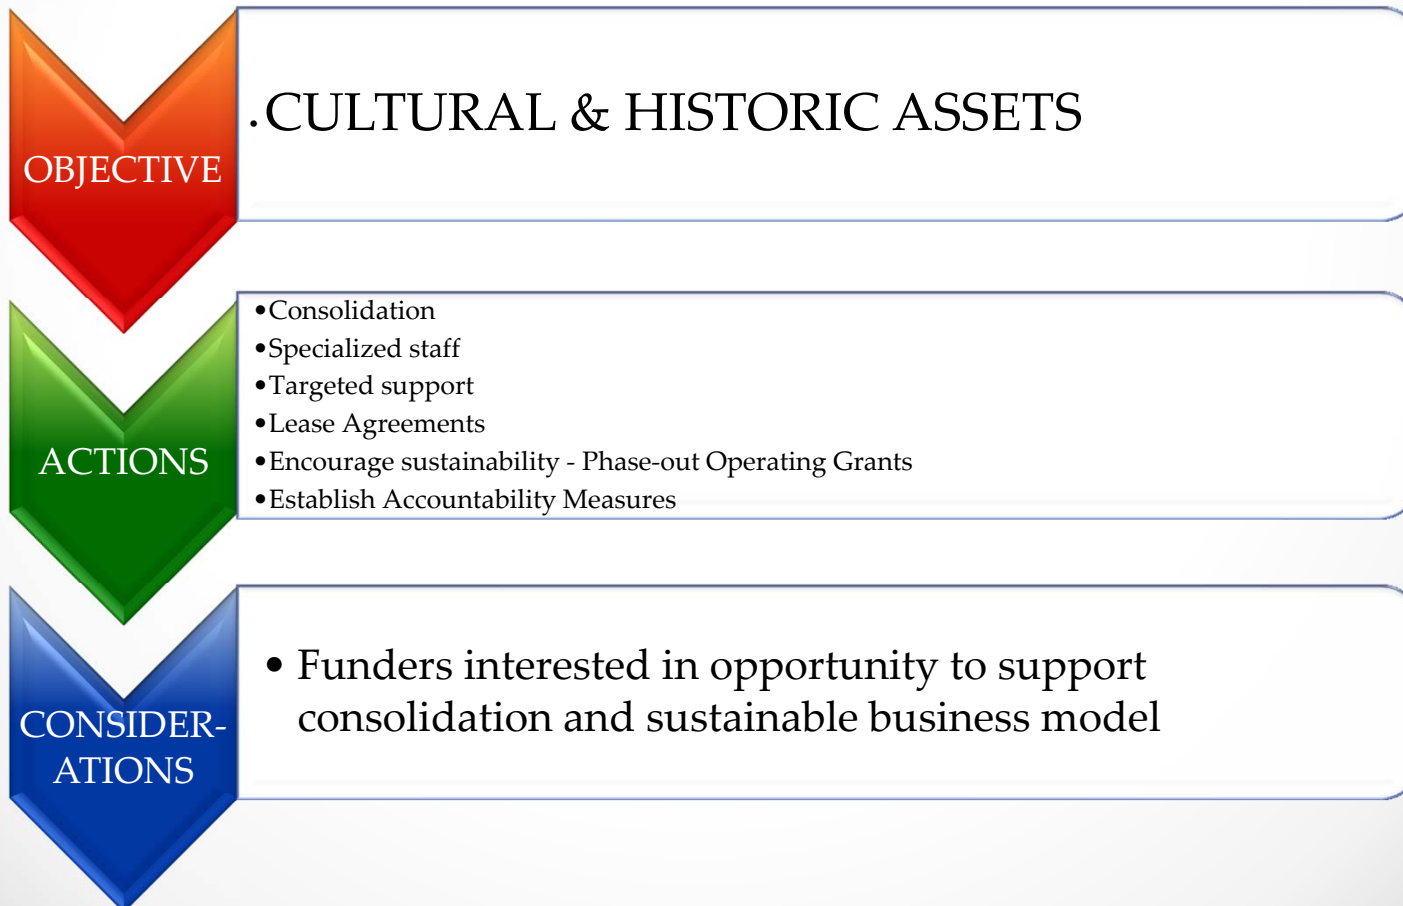 OBJECTIVE
.CULTURAL & HISTORIC ASSETS
ACTIONS
•Consolidation
•Specialized staff
•Targeted support
•Lease Agreements
•Encourage sustainability - Phase-out Operating Grants
•Establish Accountability Measures
CONSIDER-
ATIONS
• Funders interested in opportunity to support
consolidation and sustainable business model